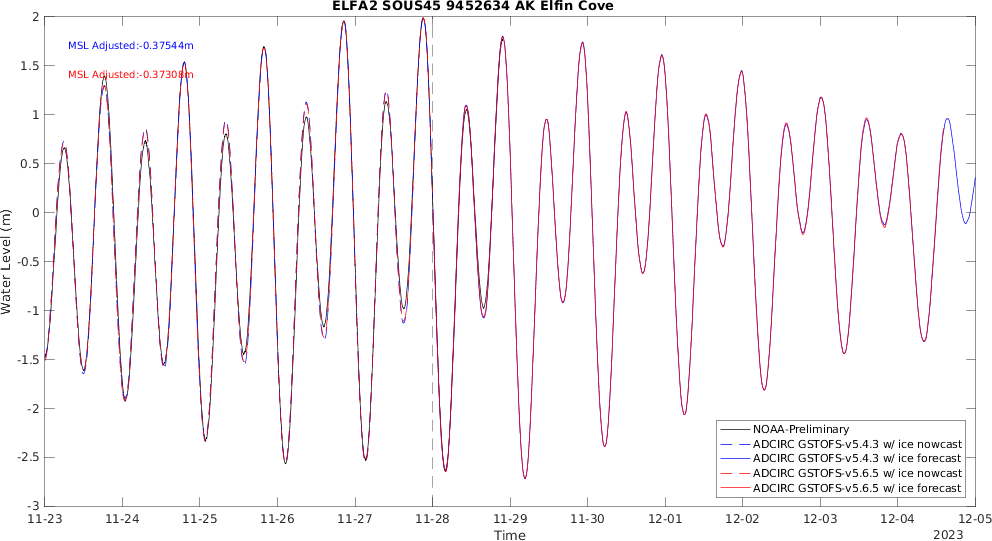 ELFA2 SOUS45 9452634 AK Elfin Cove
MSL Adjusted:-0.37544m
MSL Adjusted:-0.37308m
Water Level (m)
2
1.5
1
0.5
0
-0.5
-1
-1.5
-2
-2.5
-3
NOAA-Preliminary
ADCIRC GSTOFS-v5.4.3 w/ ice nowcast
ADCIRC GSTOFS-v5.4.3 w/ ice forecast
ADCIRC GSTOFS-v5.6.5 w/ ice nowcast
ADCIRC GSTOFS-v5.6.5 w/ ice forecast
11-23 11-24 11-25 11-26 11-27 11-28 11-29 11-30 12-01 12-02 12-03 12-04 12-05
Time
2023